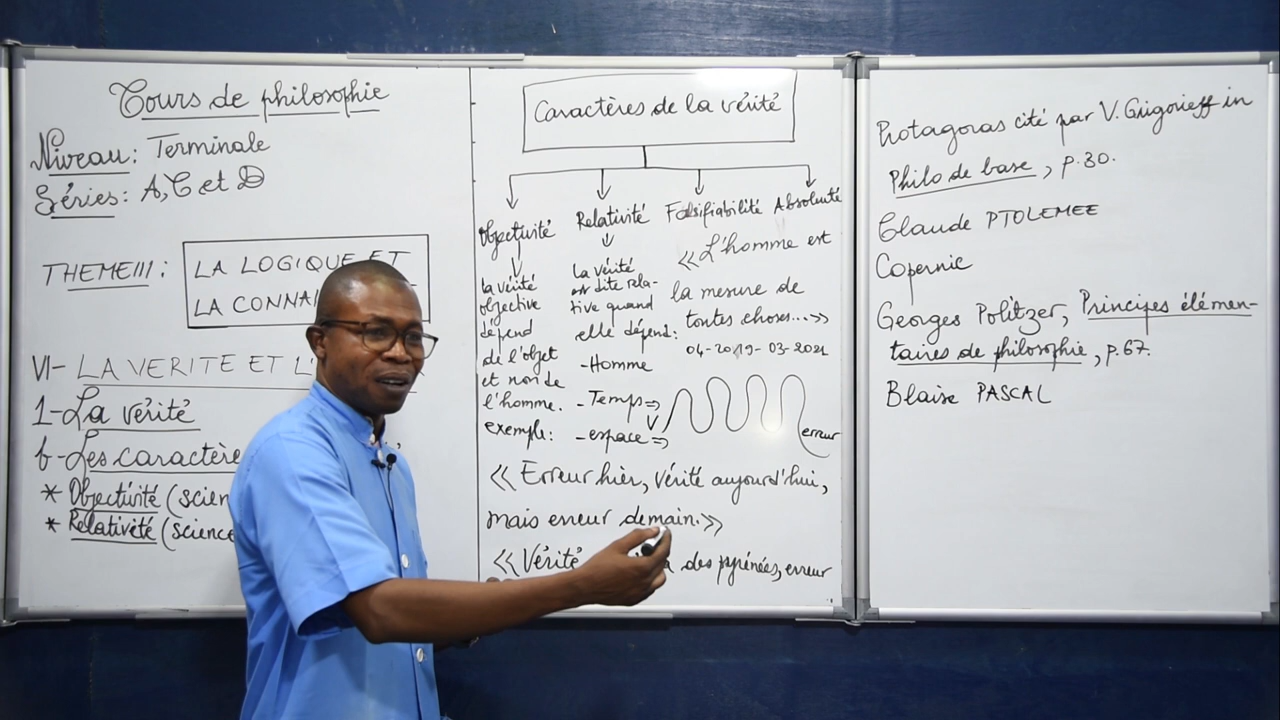 Cours de philosophie
Niveau: Terminale
Séries: A, C et D
THEME III:
LA LOGIQUE ET
LA
VI- LA VERITE ET
1- La vérité
b- Les
* Objectivité
* Relativité (science
Caractères de la vérité
Objectivité
la vérité
objective
dépend
de l'objet
et non de
l'homme.
exemple:
Relativité
la vérité
est dite rela-
tive quand
elle dépend:
-Homme
-Temps=>
-espace=>
Falsifiabilité
Absoluité
<<L'homme est
la mesure de
toutes choses...>>
04-2019-03-2021
erreur
<<Erreur hier, Vérité aujourd'hui,
mais erreur demain.>>
<<Vérité des pyrénées, erreur
Protagoras cité par V. Grigorieff in
Philo de base, p.30.
Claude PTOLEMEE
Copernic
Georges Politzer, Principes élémen-
taires de philosophie, p.67.
Blaise PASCAL